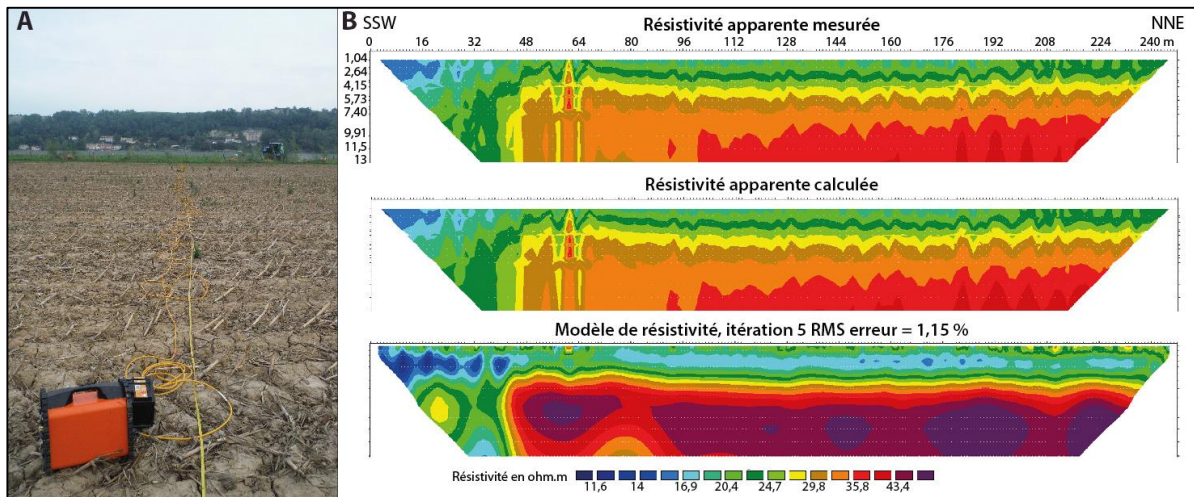 A
B SSW
Résistivité apparente mesurée
NNE
0 16 32 48 64 80 96 112 128 144 160 176 192 208 224 240 m
1,04
2,64
4,15
5,73
7,40
9,91
11,5
13
Résistivité apparente calculée
Modèle de résistivité, itération 5 RMS erreur = 1,15 %
Résistivité en ohm.m
11,6 14 16,9 20,4 24,7 29,8 35,8 43,4